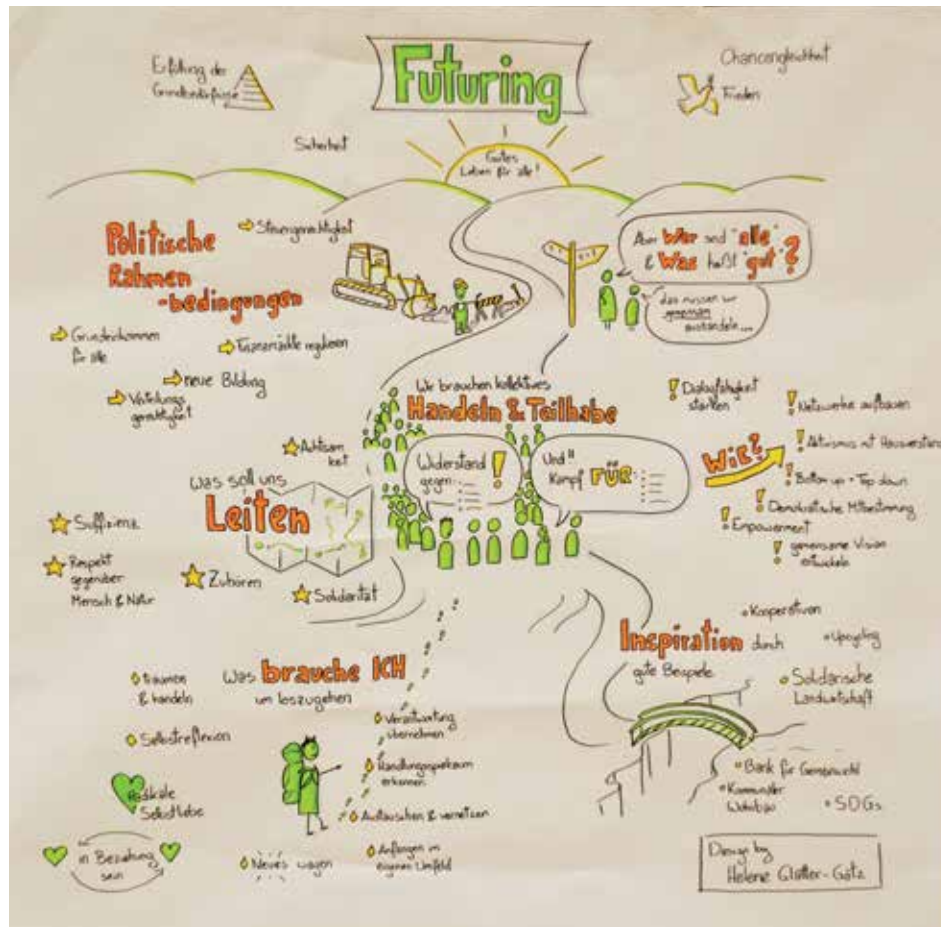 Futuring
Erfüllung der
Grundbedürfnisse
Chancengleichheit
Frieden
Sicherheit
Gutes
Leben für alle!
Politische
Rahmen
-bedingungen
Steuergerechtigkeit
Grundeinkommen
für alle
Finanzmärkte regulieren
neue Bildung
Verteilungs
gerechtigkeit
Aber Wer sind "alle"
& Was heißt "gut"?
das müssen wir
gemeinsam
aushandeln...
Wir brauchen kollektives
Handeln & Teilhabe
Widerstand
gegen...
!
Und
Kampf FÜR
WIE?
Dialogfähigkeit
stärken
Netzwerke aufbauen
Aktivismus mit Hausverstand
Bottom up + Top down
Demokratische Mitbestimmung
Empowerment
gemeinsame Vision
entwickeln
Was soll uns
Leiten
Achtsam
keit
Suffizienz
Respekt
gegenüber
Mensch & Natur
Zuhören
Solidarität
Was brauche ICH
um loszugehen
träumen
& handeln
Selbstreflexion
Radikale
Selbstliebe
in Beziehung
sein
Neues wagen
Verantwortung
übernehmen
Handlungsspielraum
erkennen
Austauschen & vernetzen
Anfangen im
eigenen Umfeld
Inspiration durch
gute Beispiele
Kooperativen
Upcycling
Solidarische
Landwirtschaft
Bank für Gemeinwohl
Kommunaler
Wohnbau
SDGs
Design by
Helene Glatter-Götz